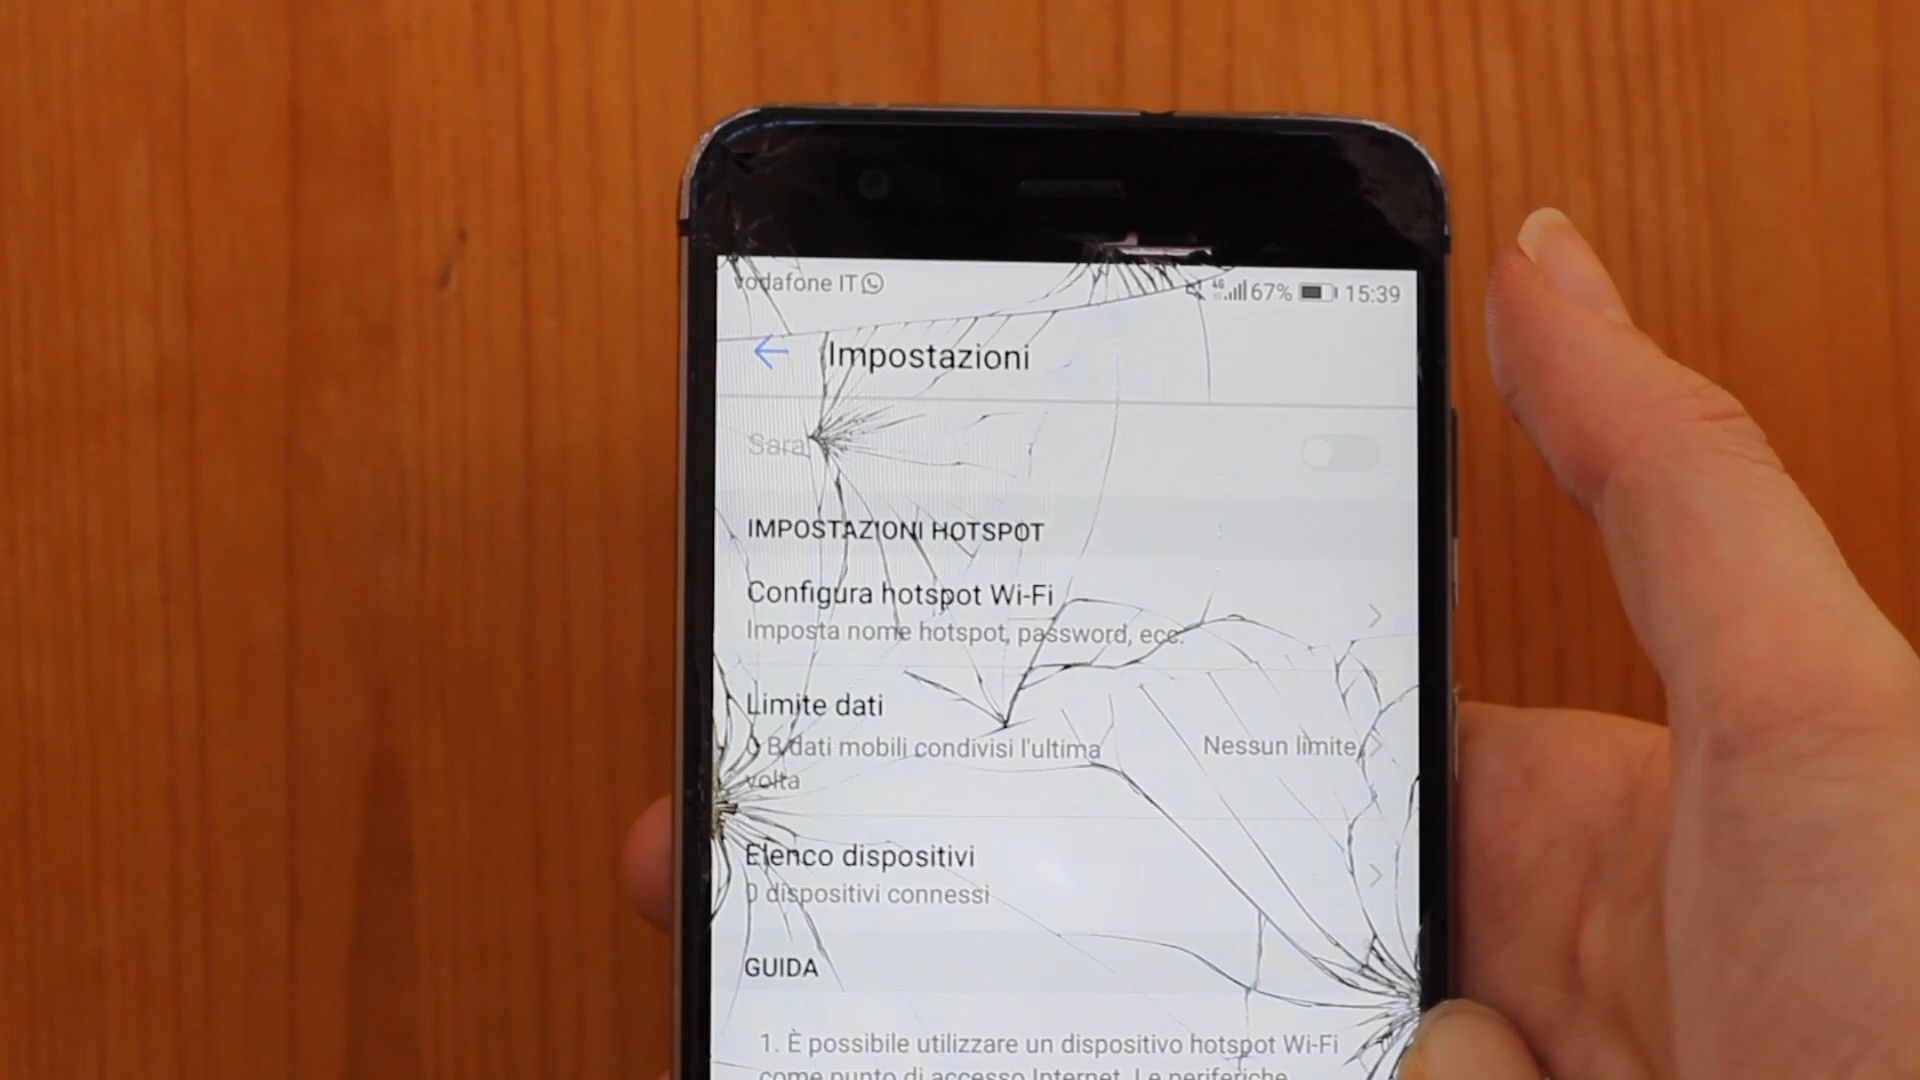 vodafone IT 4G 67% 15:39
Impostazioni
Sara
IMPOSTAZIONI HOTSPOT
Configura hotspot Wi-Fi
Imposta nome hotspot, password, ecc.
Limite dati
0 B dati mobili condivisi l'ultima Nessun limite
volta
Elenco dispositivi
0 dispositivi connessi
GUIDA
1. È possibile utilizzare un dispositivo hotspot Wi-Fi
come punto di accesso Internet. Le periferiche